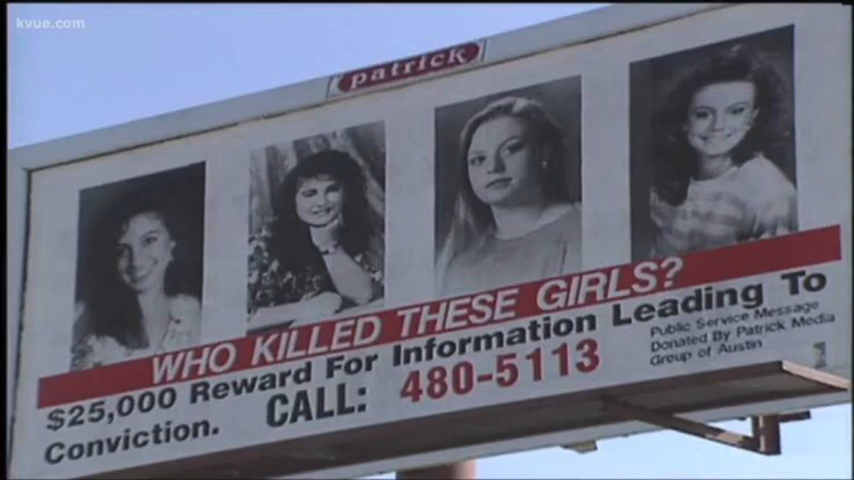 kvue.com
patrick
WHO KILLED THESE GIRLS?
$25,000 Reward For Information Leading To
Conviction. CALL: 480-5113
Public Service Message
Donated By Patrick Media
Group of Austin